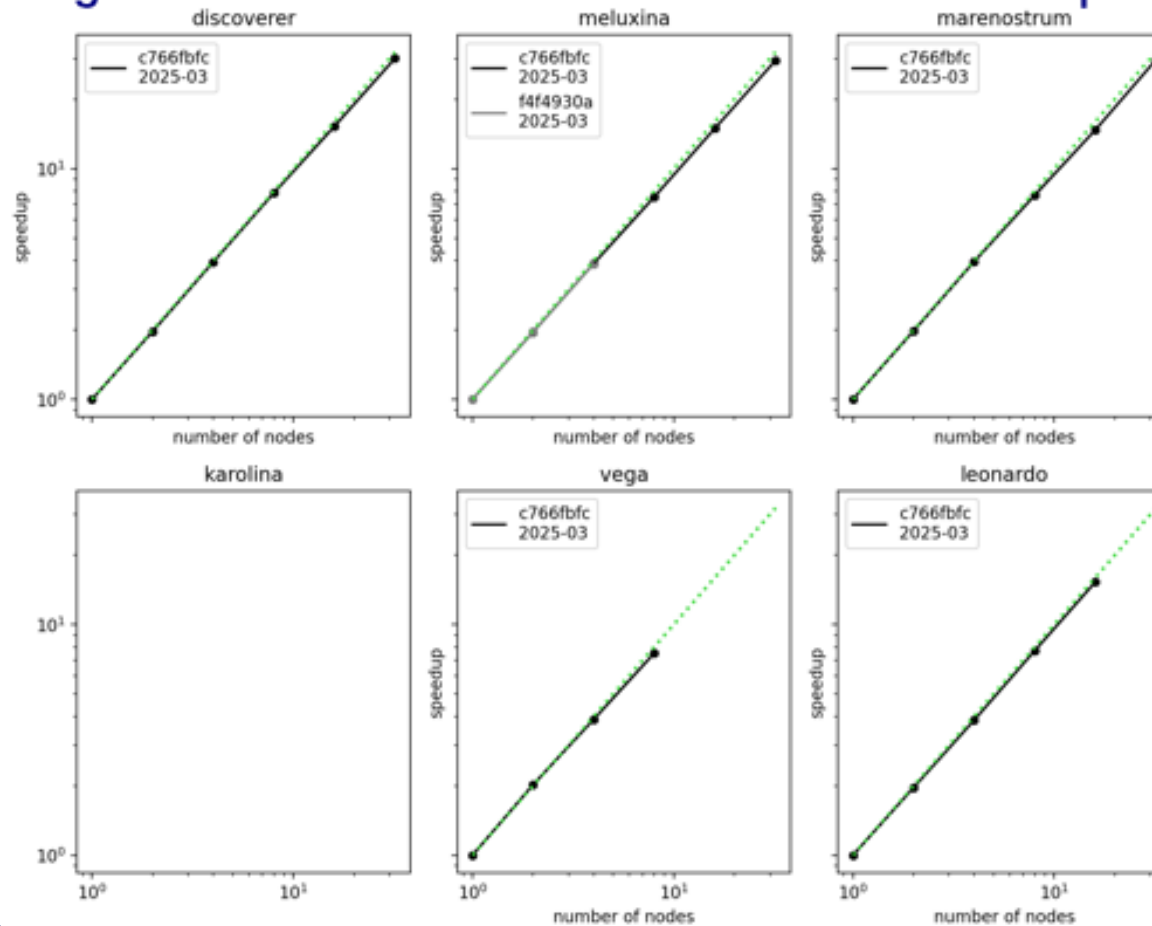 discoverer
meluxina
marenostrum
c766fbfc
2025-03
c766fbfc
2025-03
f4f4930a
2025-03
c766fbfc
2025-03
10¹
10⁰
speedup
speedup
speedup
number of nodes
number of nodes
number of nodes
karolina
vega
leonardo
c766fbfc
2025-03
c766fbfc
2025-03
10¹
10⁰
speedup
speedup
10⁰ 10¹
10⁰ 10¹
10⁰ 10¹
number of nodes
number of nodes